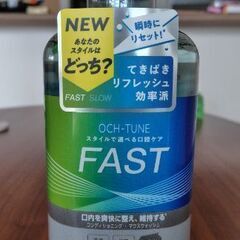 NEW
あなたの
スタイルは
どっち?
FAST SLOW
瞬時に
リセット!
てきぱき
リフレッシュ
効率派
OCH-TUNE
スタイルで選べる口腔ケア
FAST
口内を爽快に整え、維持する
コンディショニング・マウスウォッシュ